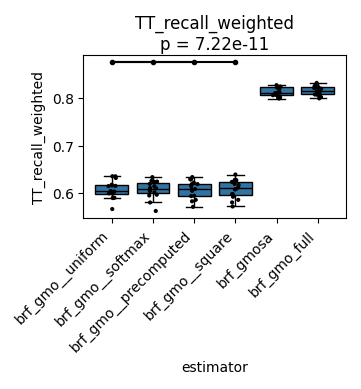 TT_recall_weighted
p = 7.22e-11
TT_recall_weighted
0.8
0.7
0.6
brf_gmo__uniform
brf_gmo__softmax
brf_gmo__precomputed
brf_gmo__square
brf_gmosa
brf_gmo_full
estimator